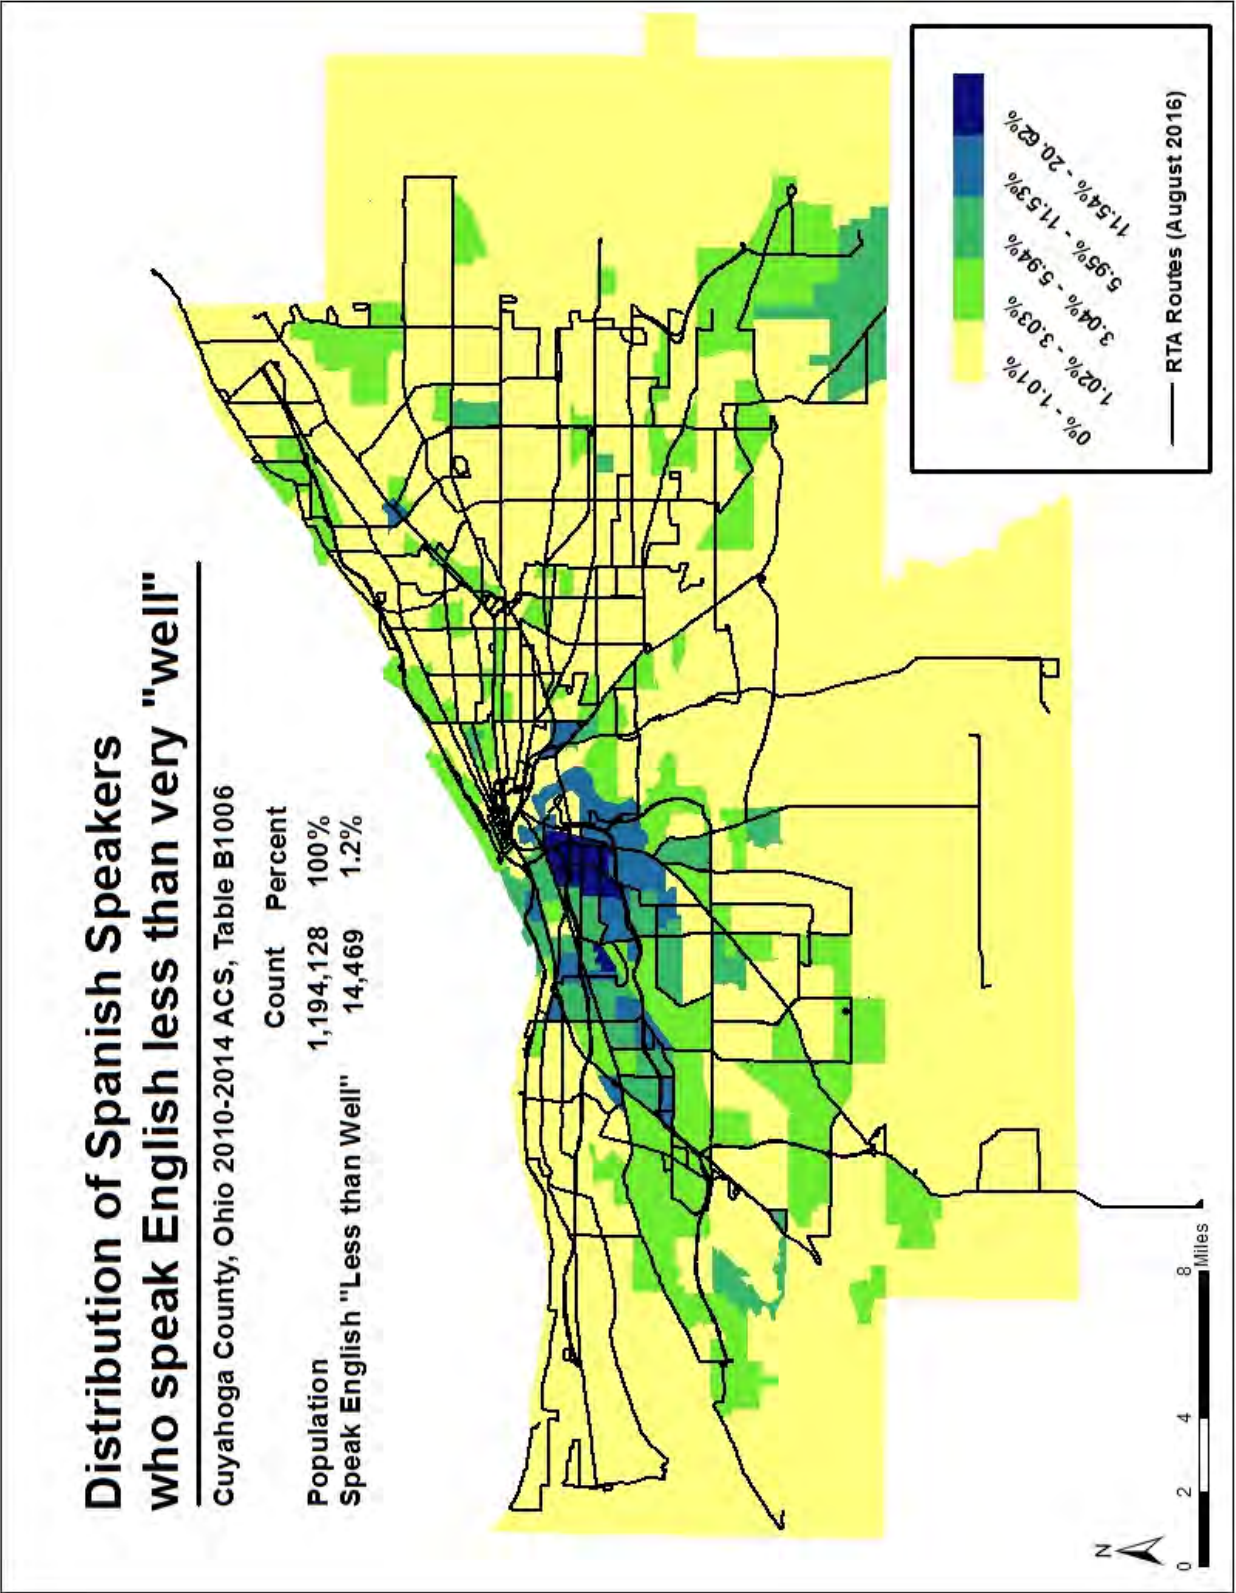 Distribution of Spanish Speakers
who speak English less than very "well"
Cuyahoga County, Ohio 2010-2014 ACS, Table B1006
Count Percent
Population 1,194,128 100%
Speak English "Less than Well" 14,469 1.2%
N
0 2 4 8
Miles
0% - 1.01%
1.02% - 3.03%
3.04% - 5.94%
5.95% - 11.53%
11.54% - 20.62%
RTA Routes (August 2016)